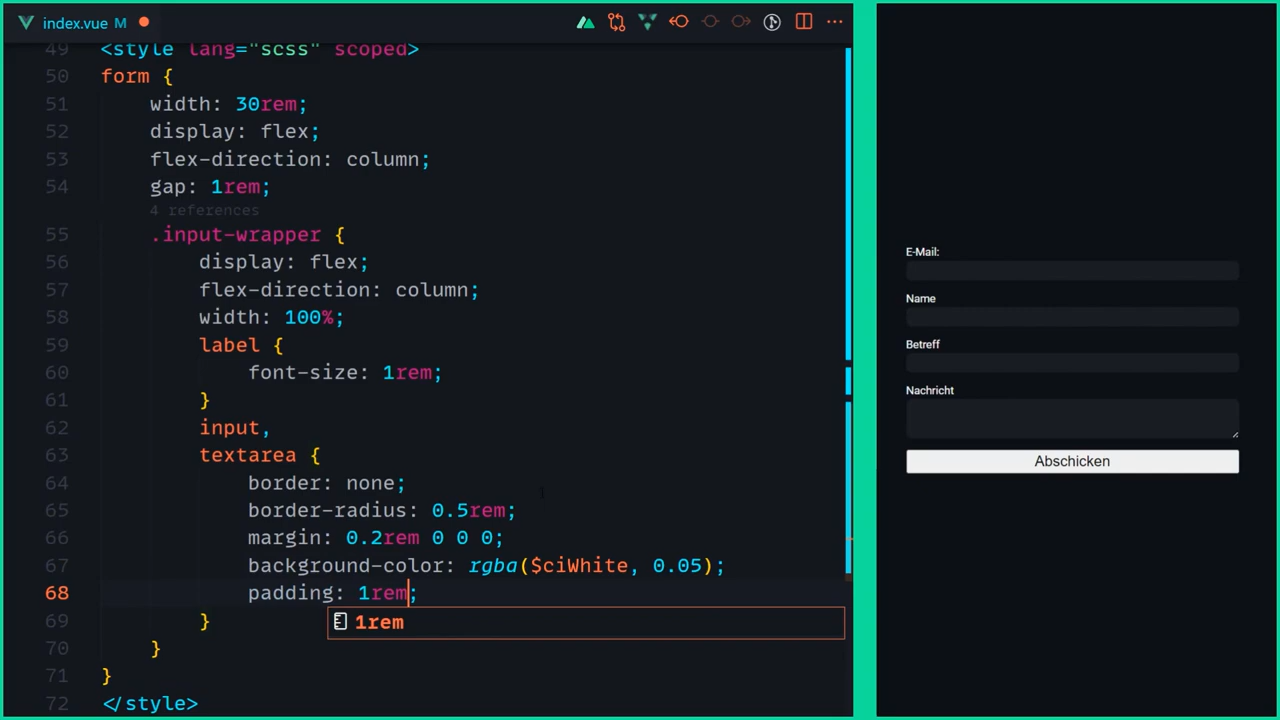 index.vue M
49 <style lang="scss" scoped>
50 form {
51 width: 30rem;
52 display: flex;
53 flex-direction: column;
54 gap: 1rem;
4 references
55 .input-wrapper {
56 display: flex;
57 flex-direction: column;
58 width: 100%;
59 label {
60 font-size: 1rem;
61 }
62 input,
63 textarea {
64 border: none;
65 border-radius: 0.5rem;
66 margin: 0.2rem 0 0 0;
67 background-color: rgba($ciWhite, 0.05);
68 padding: 1rem;
1rem
69 }
70 }
71 }
72 </style>
E-Mail:
Name
Betreff
Nachricht
Abschicken